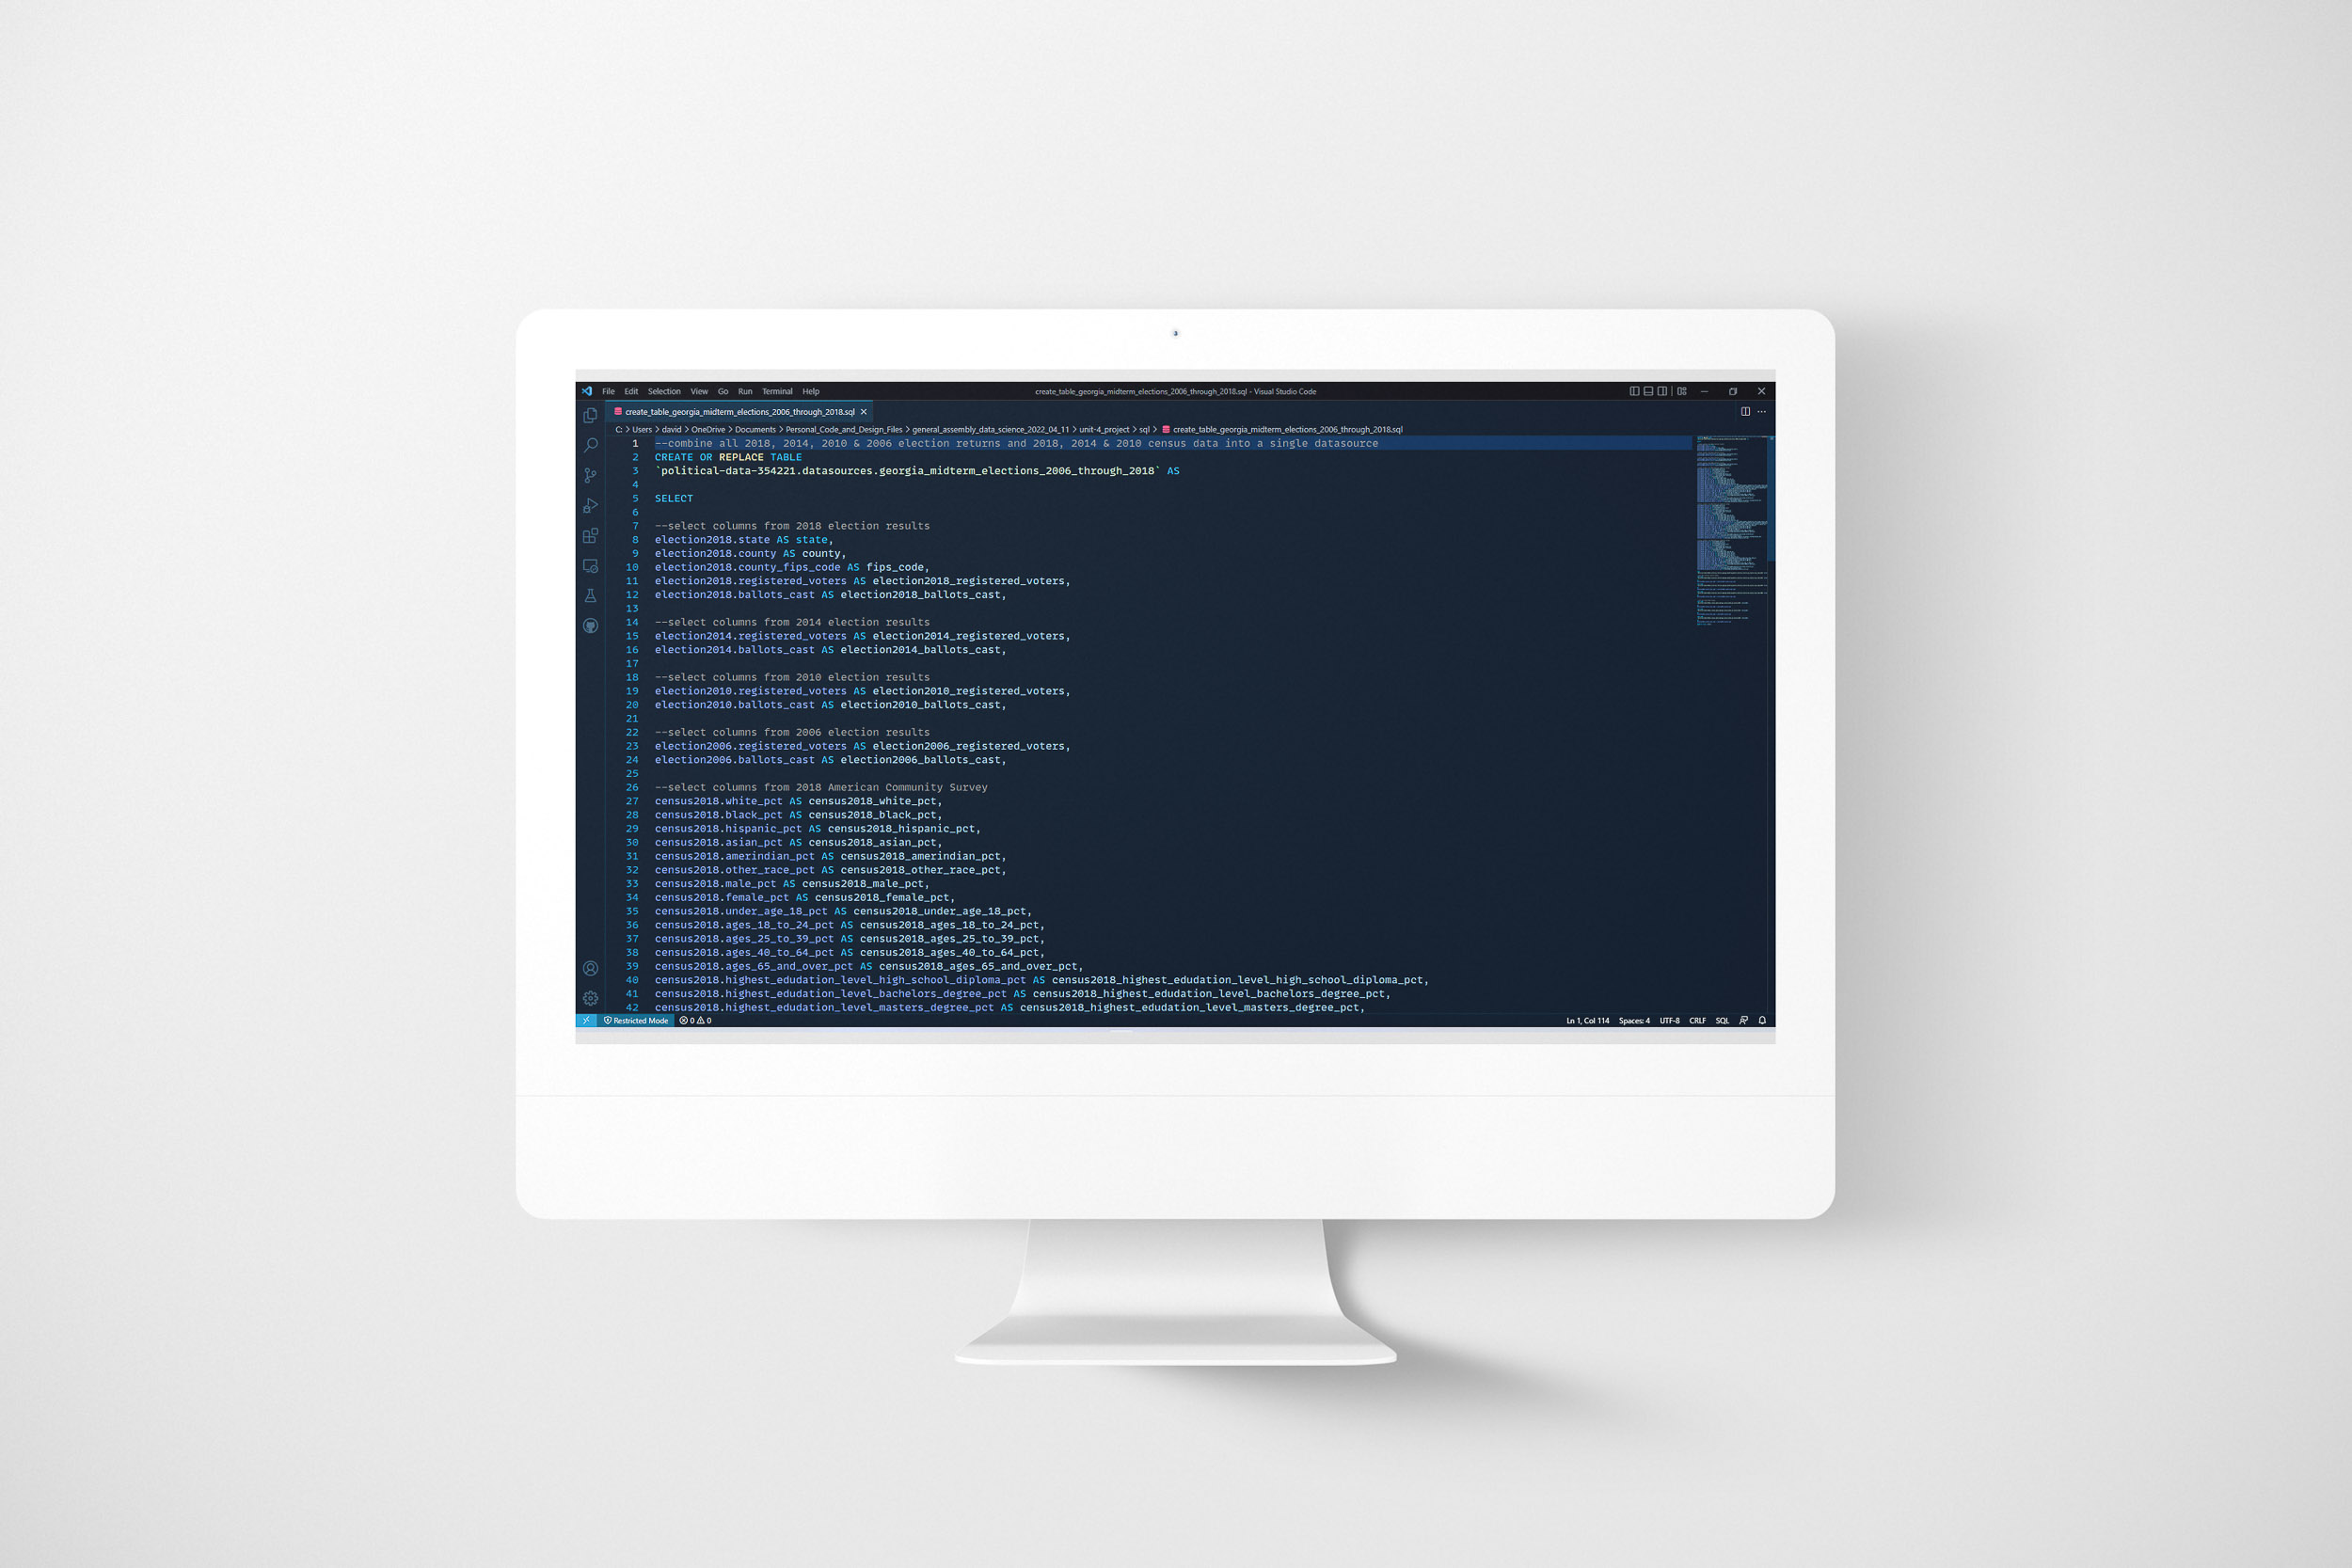 File Edit Selection View Go Run Terminal Help create_table_georgia_midterm_elections_2006_through_2018.sql - Visual Studio Code
create_table_georgia_midterm_elections_2006_through_2018.sql
C: > Users > david > OneDrive > Documents > Personal_Code_and_Design_Files > general_assembly_data_science_2022_04_11 > unit-4_project > sql > create_table_georgia_midterm_elections_2006_through_2018.sql
1 --combine all 2018, 2014, 2010 & 2006 election returns and 2018, 2014 & 2010 census data into a single datasource
2 CREATE OR REPLACE TABLE
3 `political-data-354221.datasources.georgia_midterm_elections_2006_through_2018` AS
4
5 SELECT
6
7 --select columns from 2018 election results
8 election2018.state AS state,
9 election2018.county AS county,
10 election2018.county_fips_code AS fips_code,
11 election2018.registered_voters AS election2018_registered_voters,
12 election2018.ballots_cast AS election2018_ballots_cast,
13
14 --select columns from 2014 election results
15 election2014.registered_voters AS election2014_registered_voters,
16 election2014.ballots_cast AS election2014_ballots_cast,
17
18 --select columns from 2010 election results
19 election2010.registered_voters AS election2010_registered_voters,
20 election2010.ballots_cast AS election2010_ballots_cast,
21
22 --select columns from 2006 election results
23 election2006.registered_voters AS election2006_registered_voters,
24 election2006.ballots_cast AS election2006_ballots_cast,
25
26 --select columns from 2018 American Community Survey
27 census2018.white_pct AS census2018_white_pct,
28 census2018.black_pct AS census2018_black_pct,
29 census2018.hispanic_pct AS census2018_hispanic_pct,
30 census2018.asian_pct AS census2018_asian_pct,
31 census2018.amerindian_pct AS census2018_amerindian_pct,
32 census2018.other_race_pct AS census2018_other_race_pct,
33 census2018.male_pct AS census2018_male_pct,
34 census2018.female_pct AS census2018_female_pct,
35 census2018.under_age_18_pct AS census2018_under_age_18_pct,
36 census2018.ages_18_to_24_pct AS census2018_ages_18_to_24_pct,
37 census2018.ages_25_to_39_pct AS census2018_ages_25_to_39_pct,
38 census2018.ages_40_to_64_pct AS census2018_ages_40_to_64_pct,
39 census2018.ages_65_and_over_pct AS census2018_ages_65_and_over_pct,
40 census2018.highest_edudation_level_high_school_diploma_pct AS census2018_highest_edudation_level_high_school_diploma_pct,
41 census2018.highest_edudation_level_bachelors_degree_pct AS census2018_highest_edudation_level_bachelors_degree_pct,
42 census2018.highest_edudation_level_masters_degree_pct AS census2018_highest_edudation_level_masters_degree_pct,
Restricted Mode 0 0 Ln 1, Col 114 Spaces: 4 UTF-8 CRLF SQL